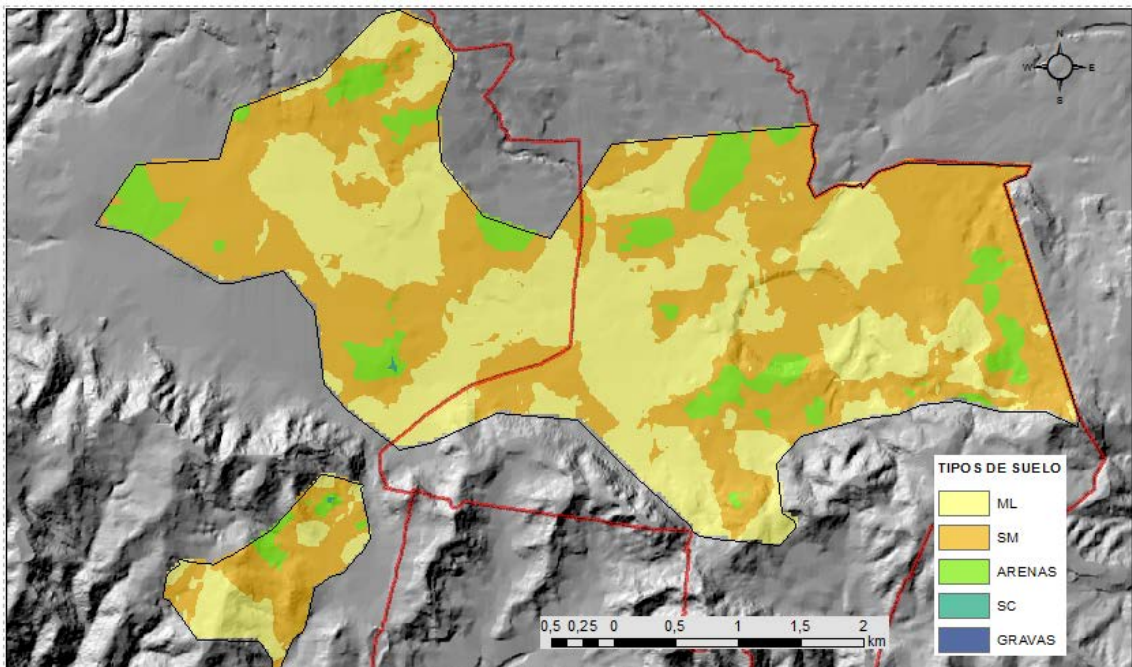 N
W E
S
TIPOS DE SUELO
ML
SM
ARENAS
SC
GRAVAS
0,5 0,25 0 0,5 1 1,5 2
km